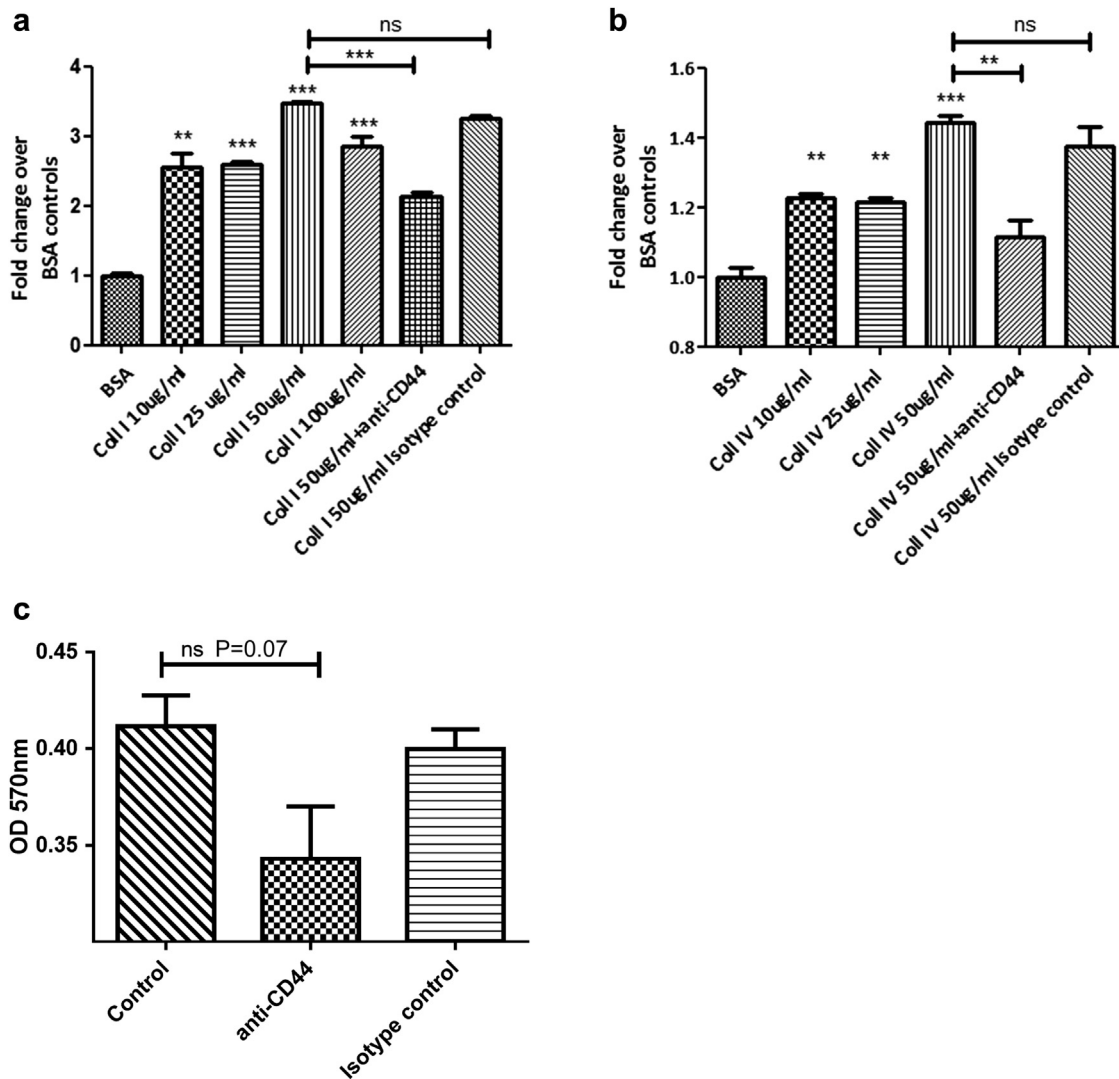 a
ns
***
4
3
2
1
0
Fold change over
BSA controls
**
***
***
***
BSA
Coll I 10ug/ml
Coll I 25 ug/ml
Coll I 50ug/ml
Coll I 100ug/ml
Coll I 50ug/ml+anti-CD44
Coll I 50ug/ml Isotype control
b
ns
**
1.6
1.4
1.2
1.0
0.8
Fold change over
BSA controls
**
**
***
BSA
Coll IV 10ug/ml
Coll IV 25 ug/ml
Coll IV 50ug/ml
Coll IV 50ug/ml+anti-CD44
Coll IV 50ug/ml Isotype control
c
ns P=0.07
0.45
0.40
0.35
OD 570nm
Control
anti-CD44
Isotype control